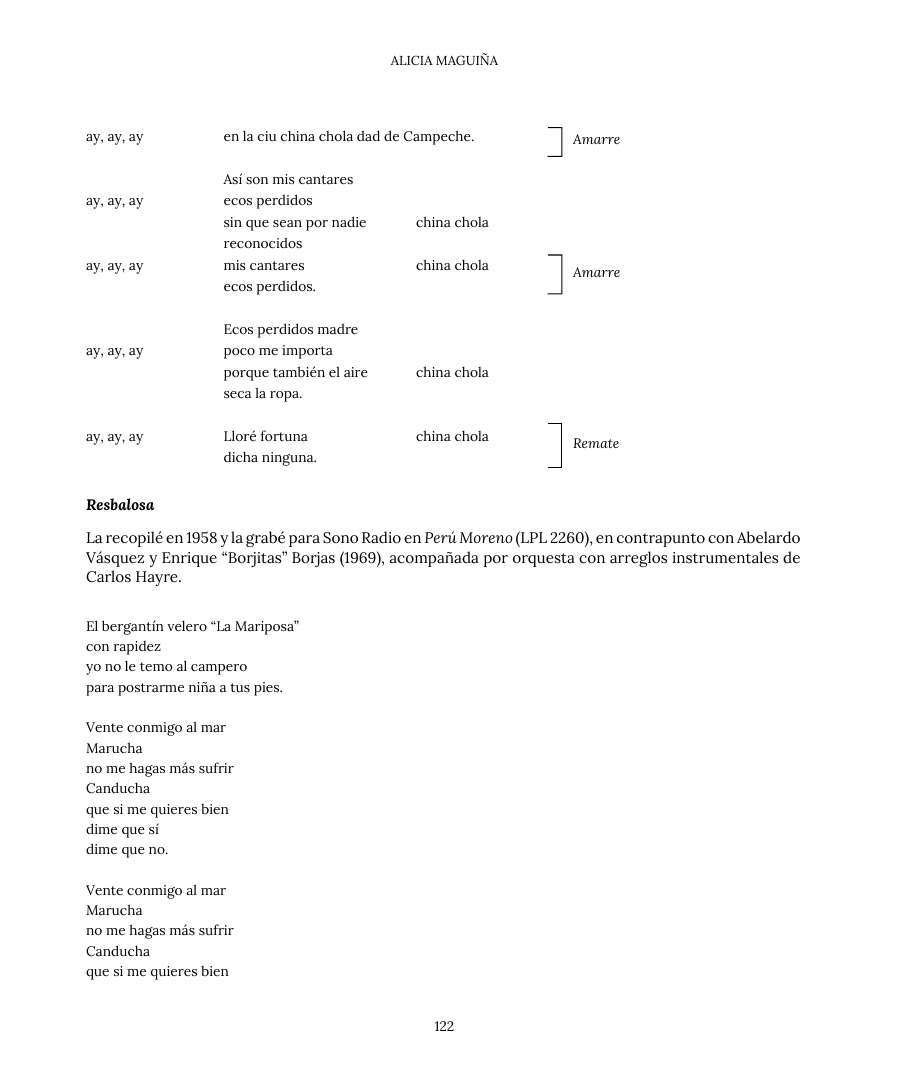 ALICIA MAGUIÑA
ay, ay, ay en la ciu china chola dad de Campeche. Amarre
Así son mis cantares
ay, ay, ay ecos perdidos
sin que sean por nadie china chola
reconocidos
ay, ay, ay mis cantares china chola Amarre
ecos perdidos.
Ecos perdidos madre
ay, ay, ay poco me importa
porque también el aire china chola
seca la ropa.
ay, ay, ay Lloré fortuna china chola Remate
dicha ninguna.
Resbalosa
La recopilé en 1958 y la grabé para Sono Radio en Perú Moreno (LPL 2260), en contrapunto con Abelardo
Vásquez y Enrique “Borjitas” Borjas (1969), acompañada por orquesta con arreglos instrumentales de
Carlos Hayre.
El bergantín velero “La Mariposa”
con rapidez
yo no le temo al campero
para postrarme niña a tus pies.
Vente conmigo al mar
Marucha
no me hagas más sufrir
Canducha
que si me quieres bien
dime que sí
dime que no.
Vente conmigo al mar
Marucha
no me hagas más sufrir
Canducha
que si me quieres bien
122